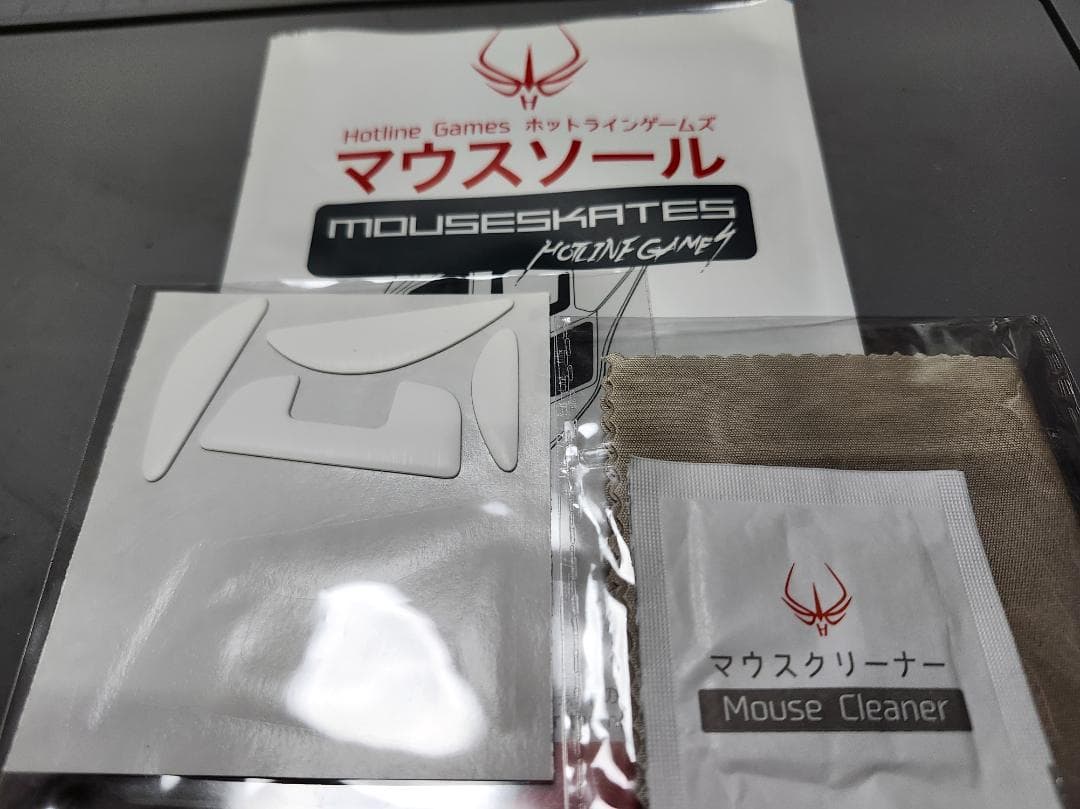 Hotline Games ホットラインゲームズ
マウスソール
MOUSESKATES
HOTLINE GAMES
マウスクリーナー
Mouse Cleaner